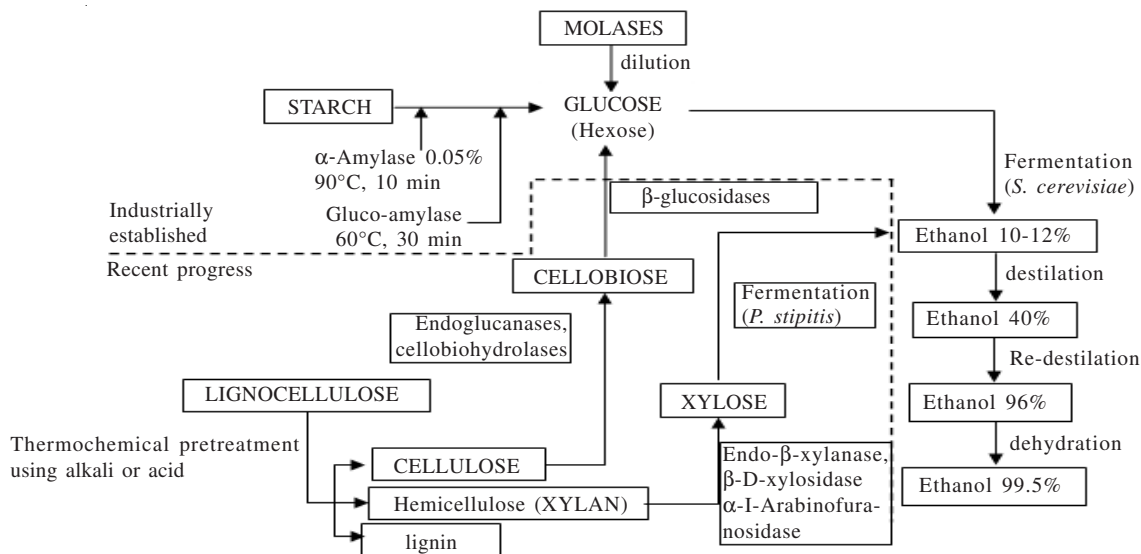 MOLASES
dilution
STARCH
GLUCOSE
(Hexose)
α-Amylase 0.05%
90°C, 10 min
Gluco-amylase
60°C, 30 min
Fermentation
(S. cerevisiae)
β-glucosidases
Industrially
established
Recent progress
Ethanol 10-12%
CELLOBIOSE
destilation
Fermentation
(P. stipitis)
Endoglucanases,
cellobiohydrolases
Ethanol 40%
Re-destilation
LIGNOCELLULOSE
XYLOSE
Ethanol 96%
Thermochemical pretreatment
using alkali or acid
dehydration
CELLULOSE
Endo-β-xylanase,
β-D-xylosidase
α-I-Arabinofura-
nosidase
Ethanol 99.5%
Hemicellulose (XYLAN)
lignin